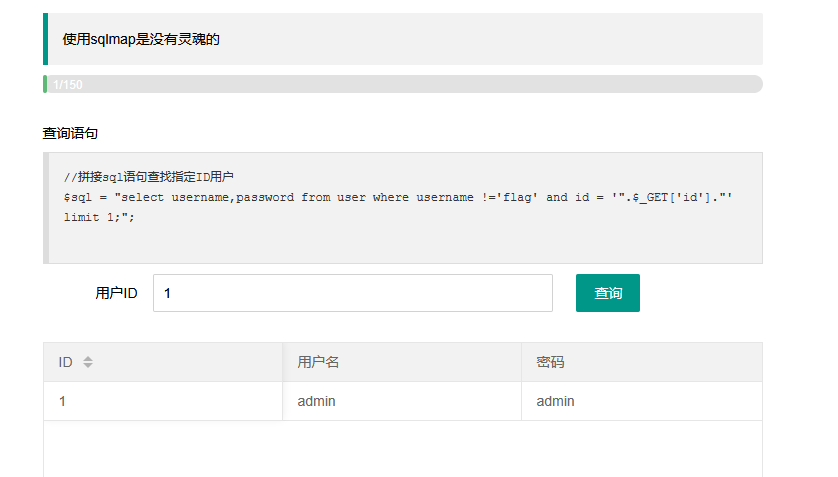 使用sqlmap是没有灵魂的
1/150
查询语句
//拼接sql语句查找指定ID用户
$sql = "select username,password from user where username !='flag' and id = '".$_GET['id']."'
limit 1;";
用户ID 1 查询
ID 用户名 密码
1 admin admin